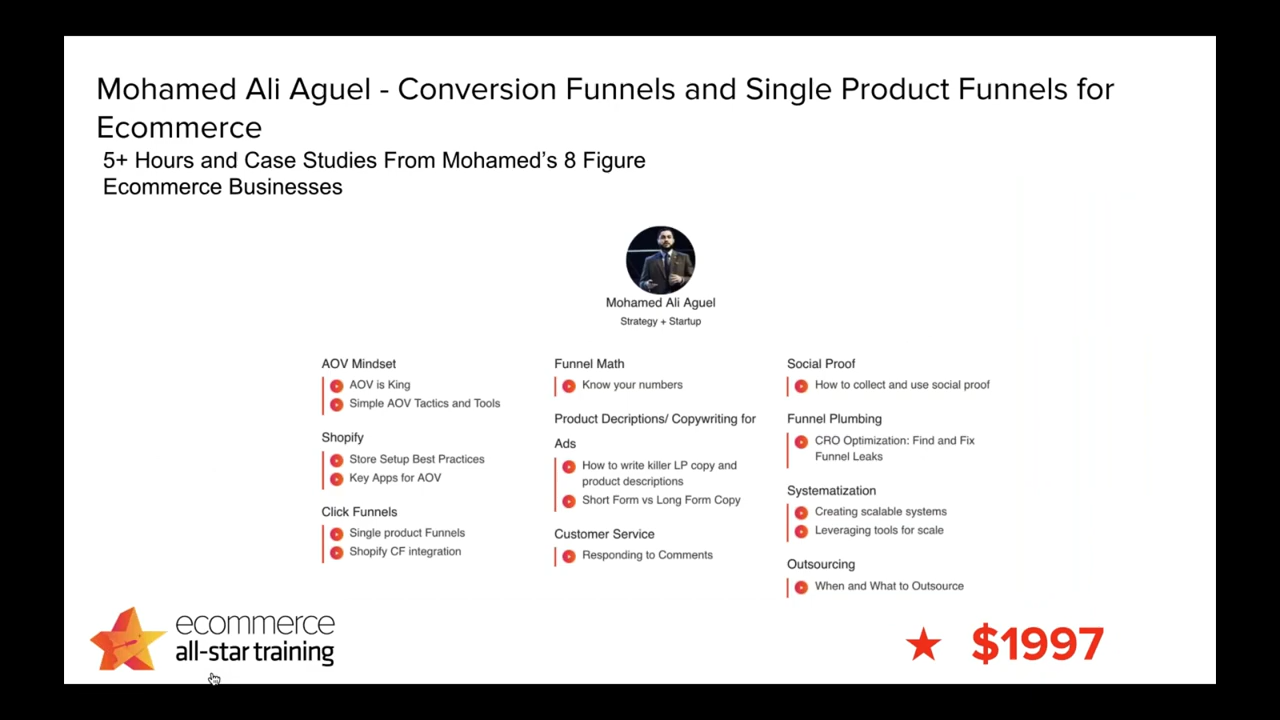 Mohamed Ali Aguel - Conversion Funnels and Single Product Funnels for
Ecommerce
5+ Hours and Case Studies From Mohamed’s 8 Figure
Ecommerce Businesses
Mohamed Ali Aguel
Strategy + Startup
AOV Mindset
AOV is King
Simple AOV Tactics and Tools
Shopify
Store Setup Best Practices
Key Apps for AOV
Click Funnels
Single product Funnels
Shopify CF integration
Funnel Math
Know your numbers
Product Decriptions/ Copywriting for
Ads
How to write killer LP copy and
product descriptions
Short Form vs Long Form Copy
Customer Service
Responding to Comments
Social Proof
How to collect and use social proof
Funnel Plumbing
CRO Optimization: Find and Fix
Funnel Leaks
Systematization
Creating scalable systems
Leveraging tools for scale
Outsourcing
When and What to Outsource
ecommerce
all-star training
$1997